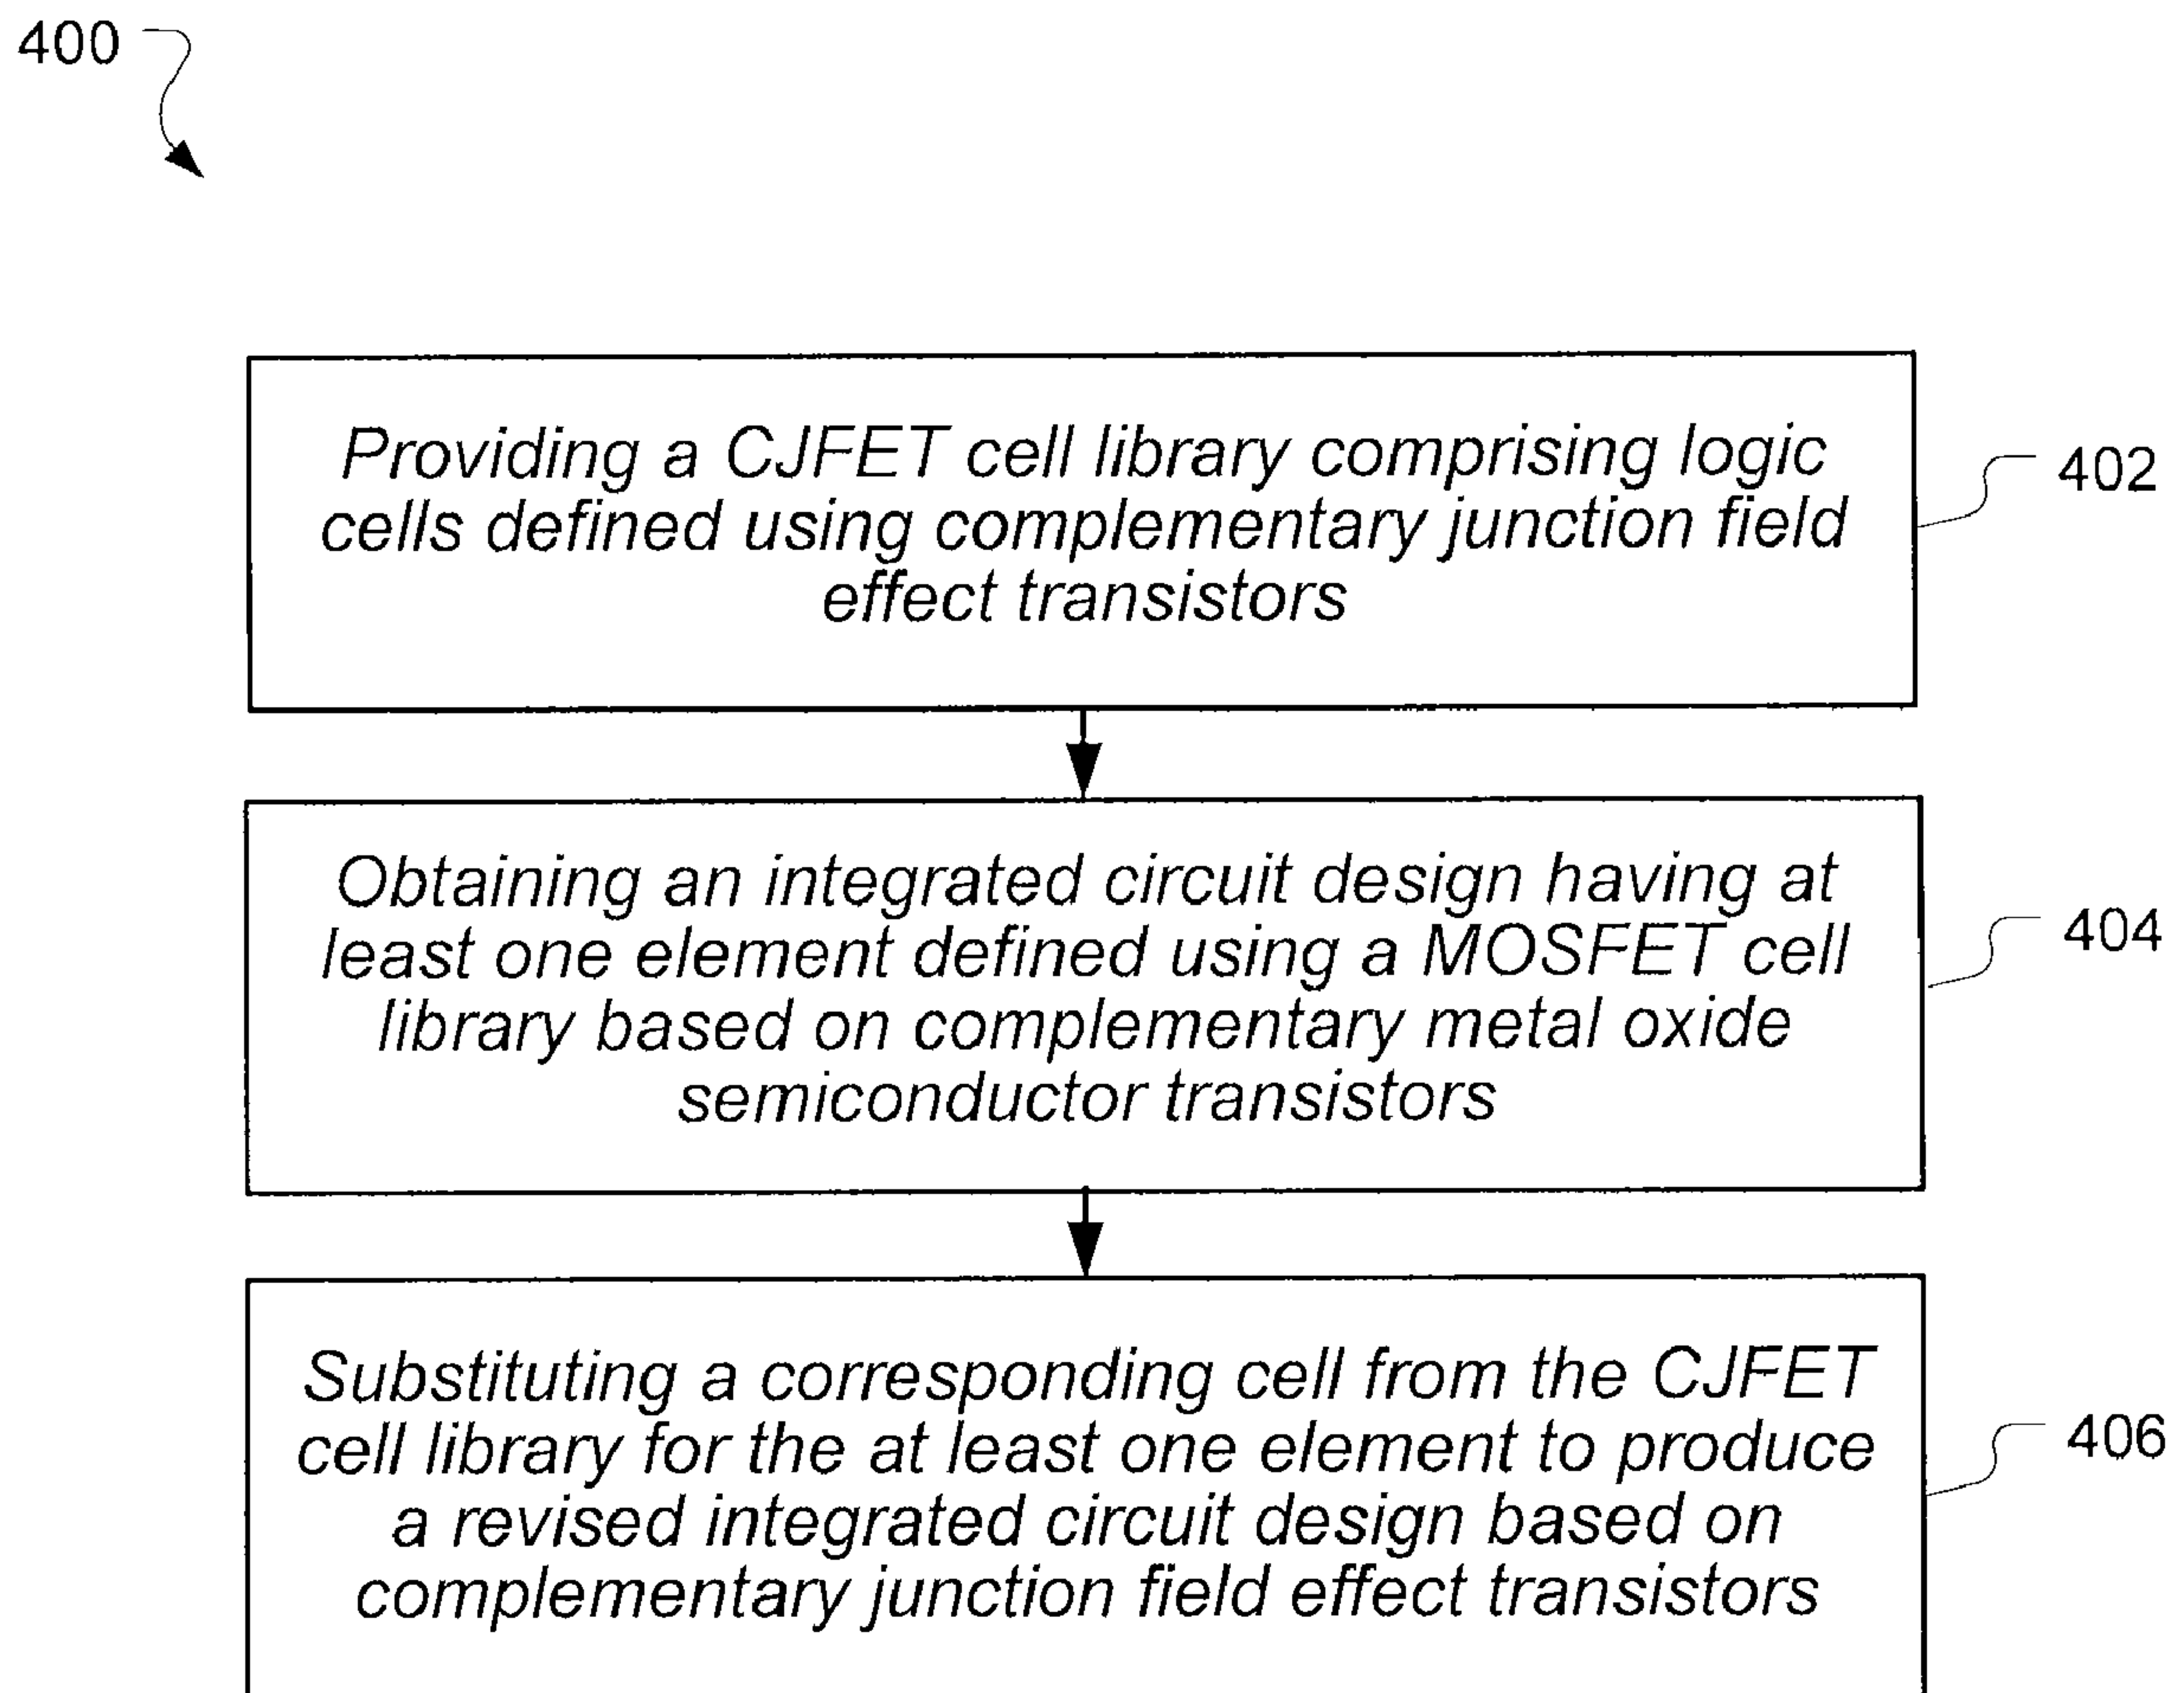 400
Providing a CJFET cell library comprising logic
cells defined using complementary junction field
effect transistors
402
Obtaining an integrated circuit design having at
least one element defined using a MOSFET cell
library based on complementary metal oxide
semiconductor transistors
404
Substituting a corresponding cell from the CJFET
cell library for the at least one element to produce
a revised integrated circuit design based on
complementary junction field effect transistors
406